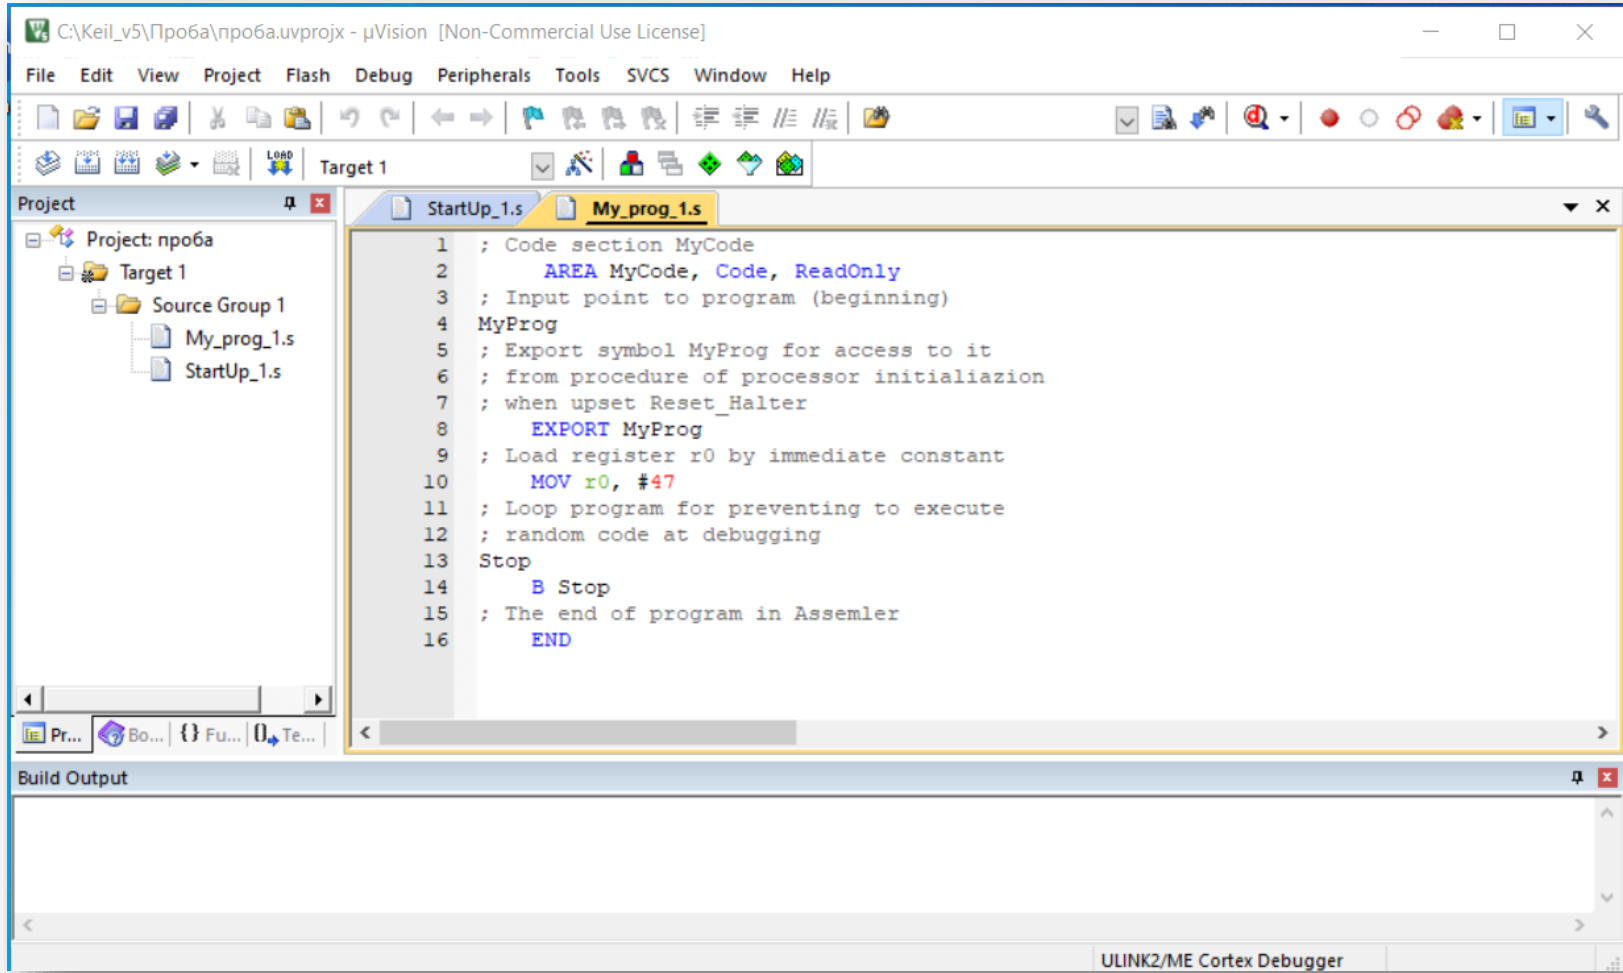 C:\Keil_v5\Проба\проба.uvprojx - µVision [Non-Commercial Use License]
File Edit View Project Flash Debug Peripherals Tools SVCS Window Help
LOAD Target 1
Project
Project: проба
Target 1
Source Group 1
My_prog_1.s
StartUp_1.s
Pr... Bo... {} Fu... Te...
StartUp_1.s My_prog_1.s
1 ; Code section MyCode
2 AREA MyCode, Code, ReadOnly
3 ; Input point to program (beginning)
4 MyProg
5 ; Export symbol MyProg for access to it
6 ; from procedure of processor initialiazion
7 ; when upset Reset_Halter
8 EXPORT MyProg
9 ; Load register r0 by immediate constant
10 MOV r0, #47
11 ; Loop program for preventing to execute
12 ; random code at debugging
13 Stop
14 B Stop
15 ; The end of program in Assemler
16 END
Build Output
ULINK2/ME Cortex Debugger